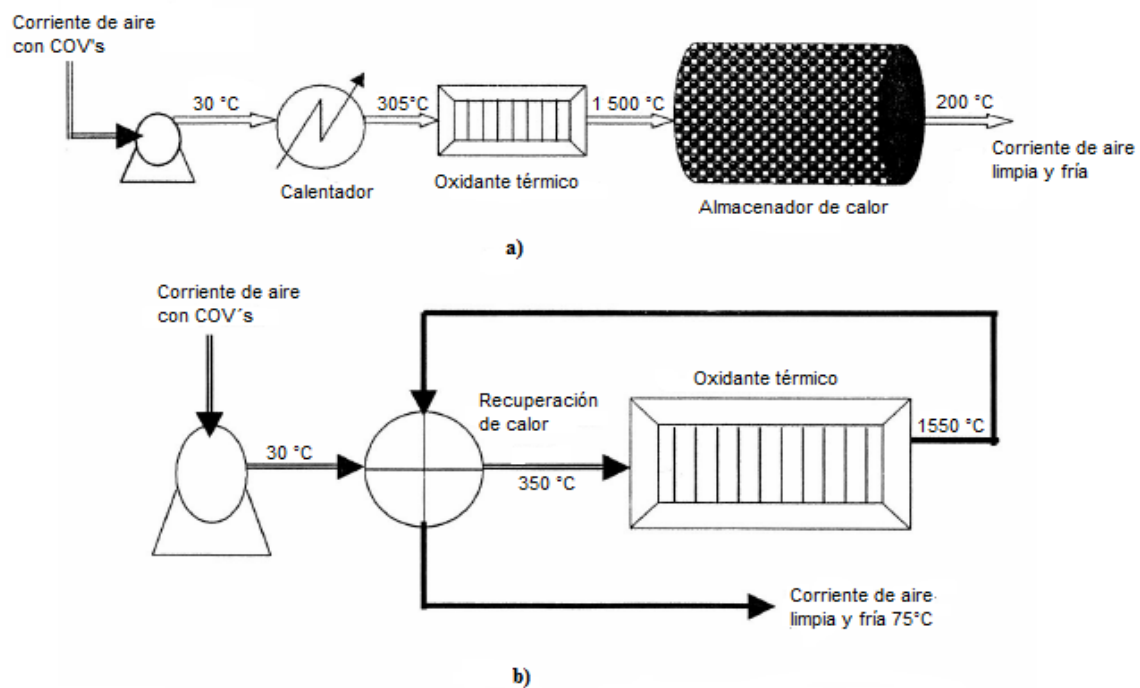 Corriente de aire
con COV's
30 °C
305°C
1 500 °C
200 °C
Calentador
Oxidante térmico
Almacenador de calor
Corriente de aire
limpia y fría
a)
Corriente de aire
con COV´s
30 °C
Recuperación
de calor
350 °C
Oxidante térmico
1550 °C
Corriente de aire
limpia y fría 75°C
b)